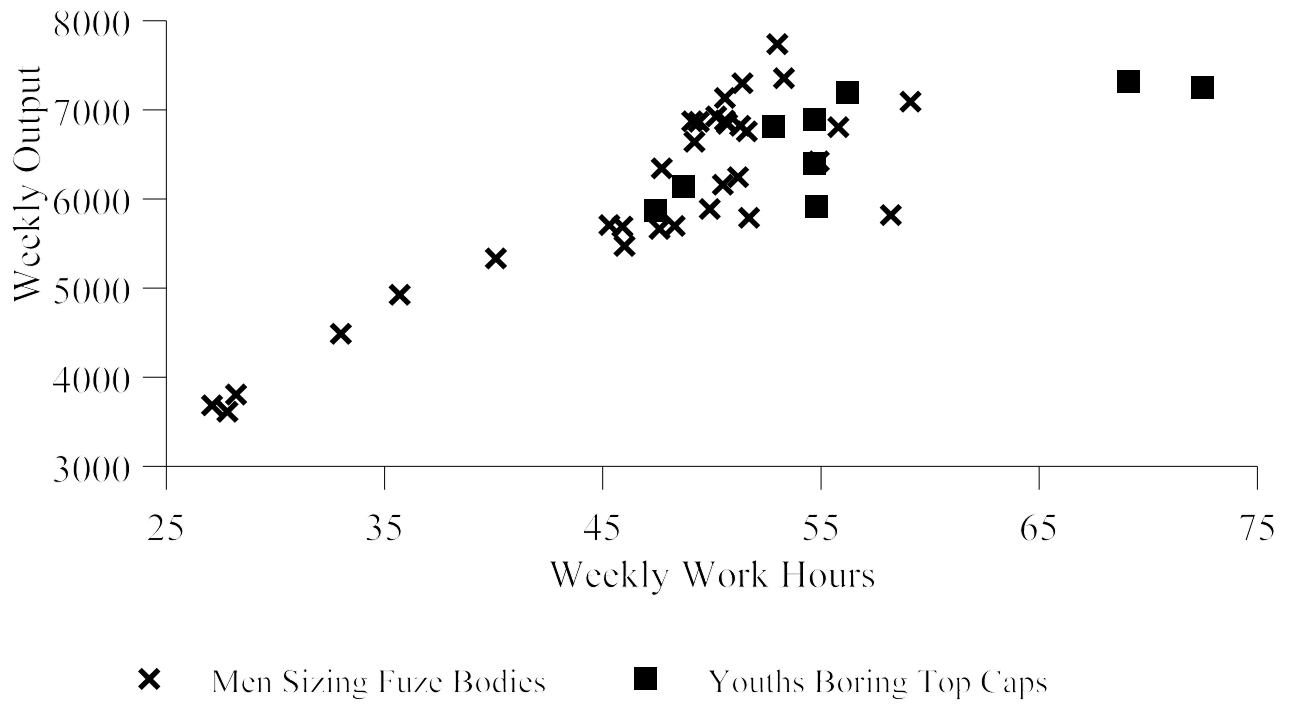 8000
7000
6000
5000
4000
3000
Weekly Output
25 35 45 55 65 75
Weekly Work Hours
Men Sizing Fuze Bodies Youths Boring Top Caps